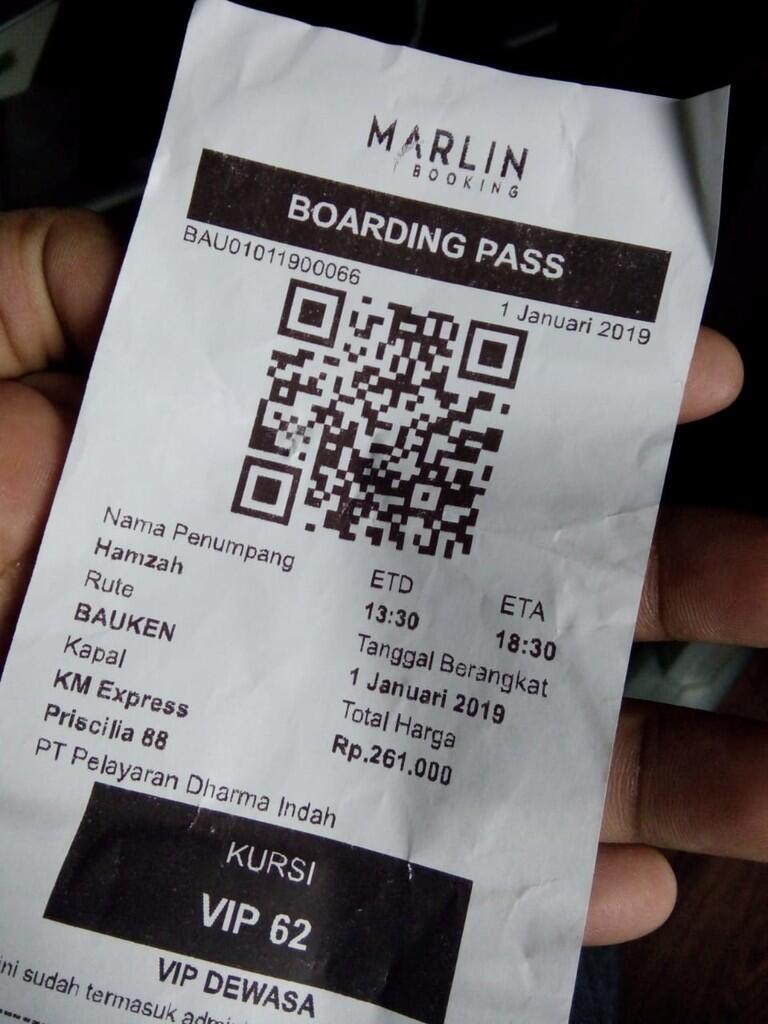 MARLIN
BOOKING
BOARDING PASS
BAU01011900066
1 Januari 2019
Nama Penumpang
Hamzah
Rute
BAUKEN
Kapal
KM Express
Priscilia 88
PT Pelayaran Dharma Indah
ETD ETA
13:30 18:30
Tanggal Berangkat
1 Januari 2019
Total Harga
Rp.261.000
KURSI
VIP 62
VIP DEWASA
ini sudah termasuk